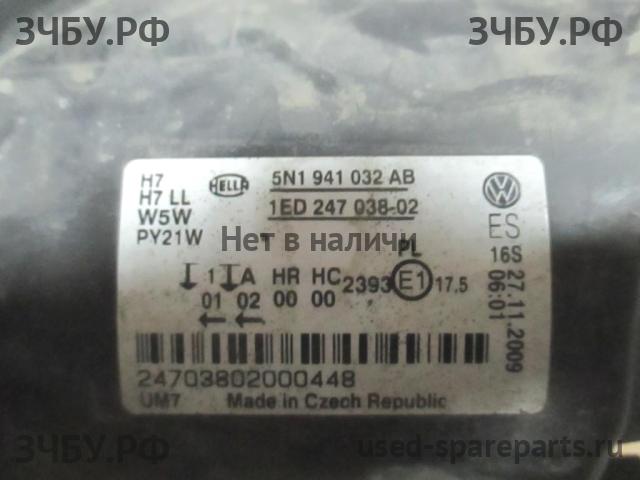 ЗЧБУ.РФ
ЗЧБУ.РФ
H7
H7 LL
W5W
PY21W
HELLA
5N1 941 032 AB
1ED 247 038-02
Нет в наличи
VW
ES
16S
27.11.2009
06:01
1 A HR HC 2393 E1 PL 17.5
01 02 00 00
24703802000448
UM7 Made in Czech Republic
ЗЧБУ.РФ
used-spareparts.ru